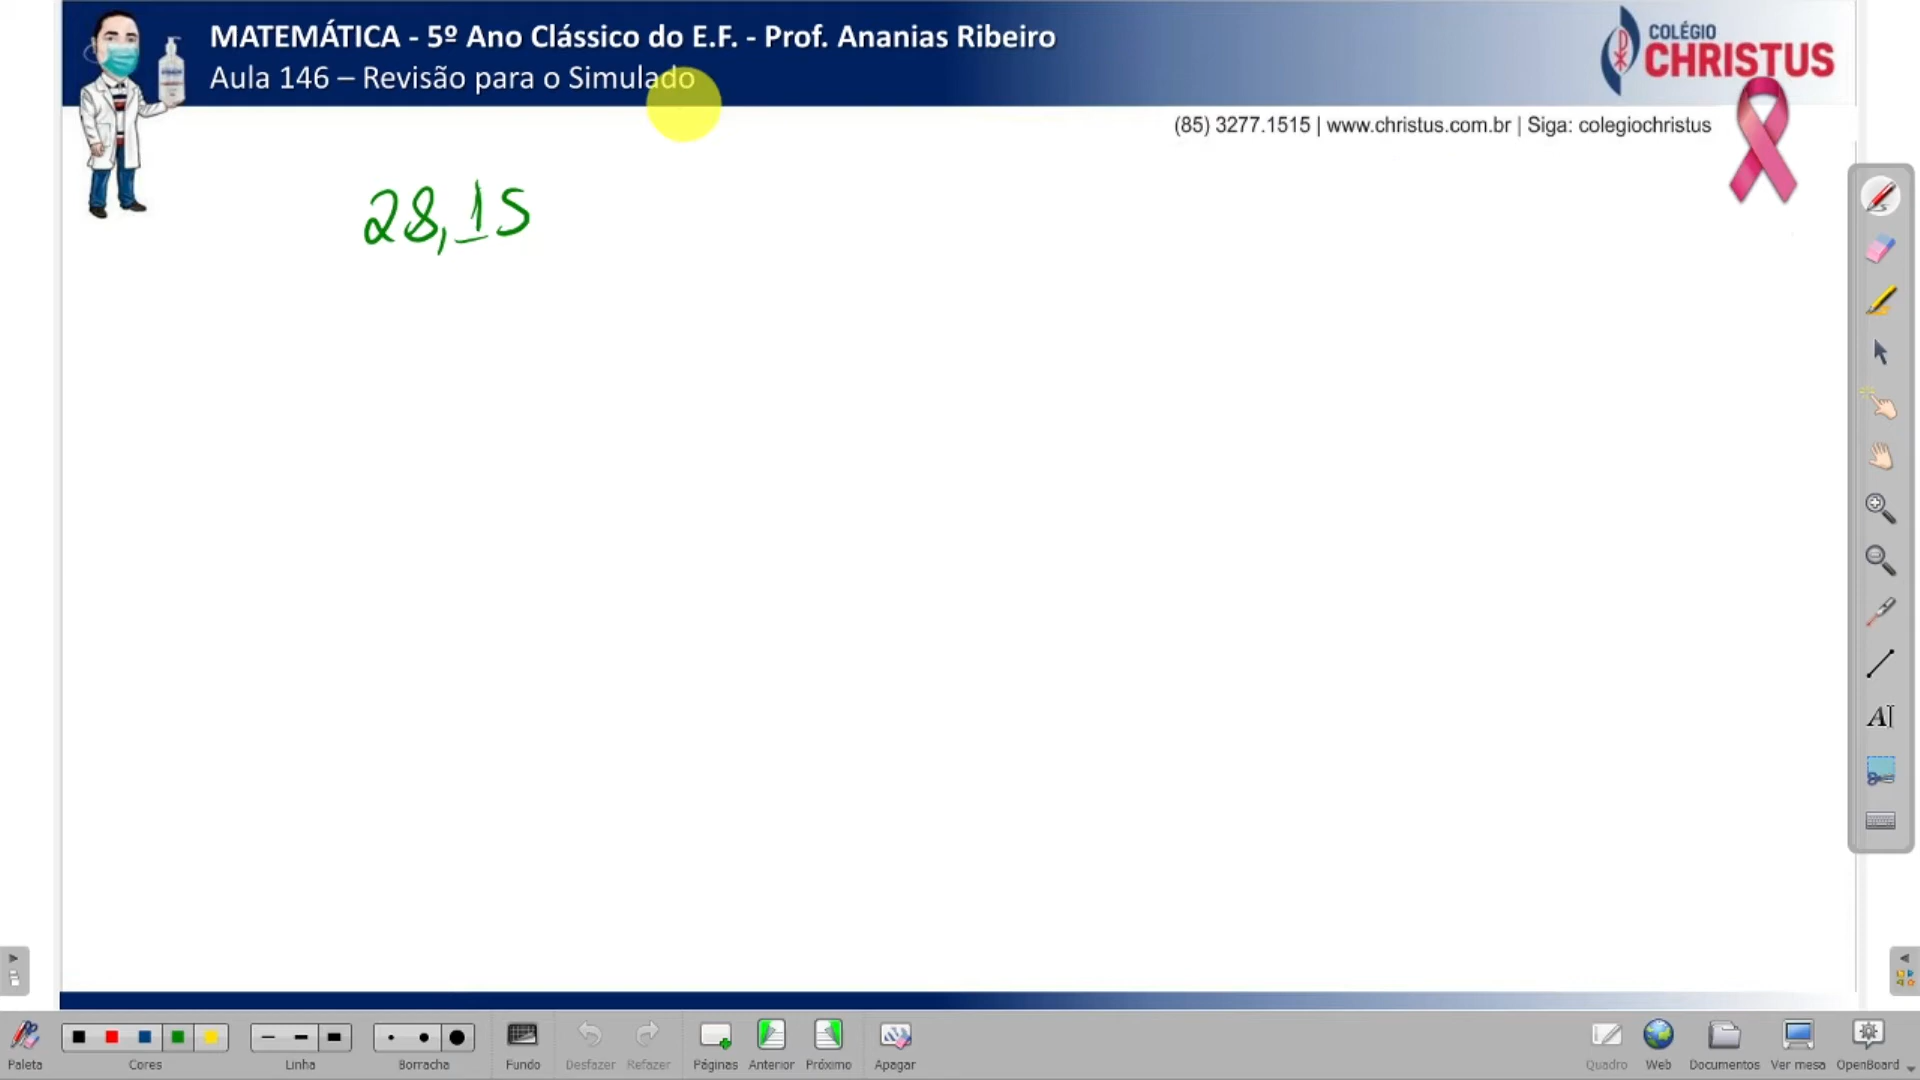 MATEMÁTICA - 5º Ano Clássico do E.F. - Prof. Ananias Ribeiro
Aula 146 – Revisão para o Simulado
COLÉGIO
CHRISTUS
(85) 3277.1515 | www.christus.com.br | Siga: colegiochristus
28,15
Paleta
Cores
Linha
Borracha
Fundo
Desfazer
Refazer
Páginas
Anterior
Próximo
Apagar
Quadro
Web
Documentos
Ver mesa
OpenBoard